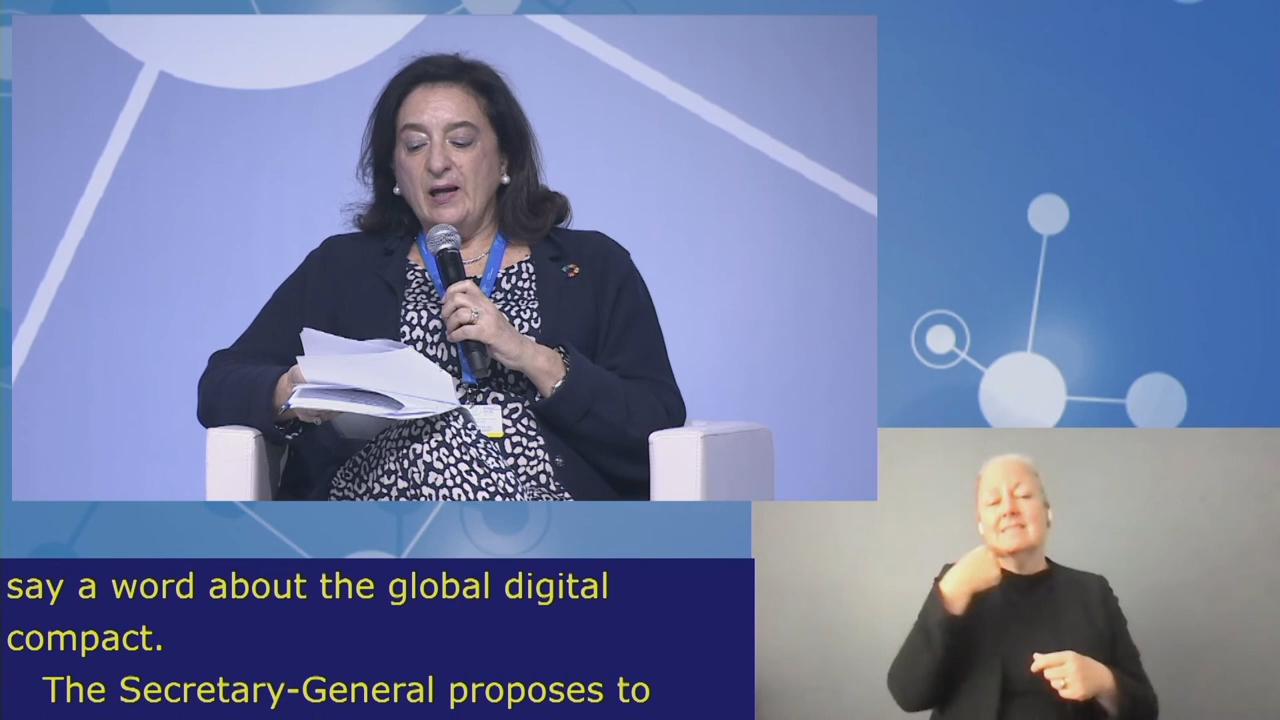 say a word about the global digital
compact.
The Secretary-General proposes to